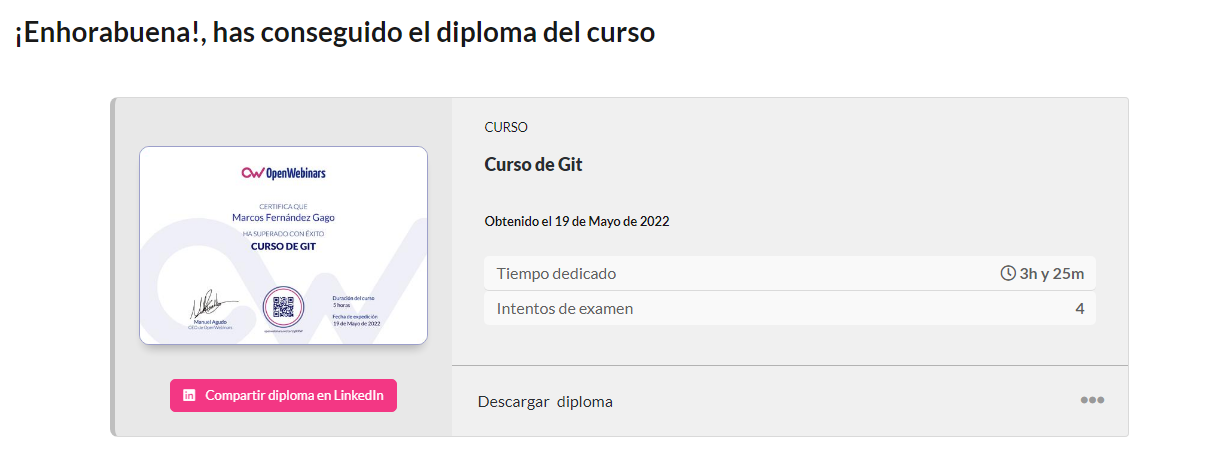 ¡Enhorabuena!, has conseguido el diploma del curso
OpenWebinars
CERTIFICA QUE
Marcos Fernández Gago
HA SUPERADO CON ÉXITO
CURSO DE GIT
Manuel Agudo
CEO de OpenWebinars
Duración del curso
5 horas
Fecha de expedición
19 de Mayo de 2022
Compartir diploma en LinkedIn
CURSO
Curso de Git
Obtenido el 19 de Mayo de 2022
Tiempo dedicado 3h y 25m
Intentos de examen 4
Descargar diploma